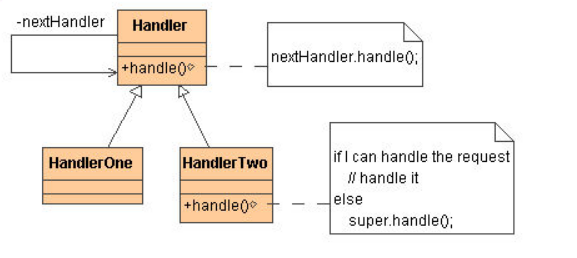 -nextHandler
Handler
+handle()
nextHandler.handle();
HandlerOne
HandlerTwo
+handle()
if I can handle the request
// handle it
else
super.handle();